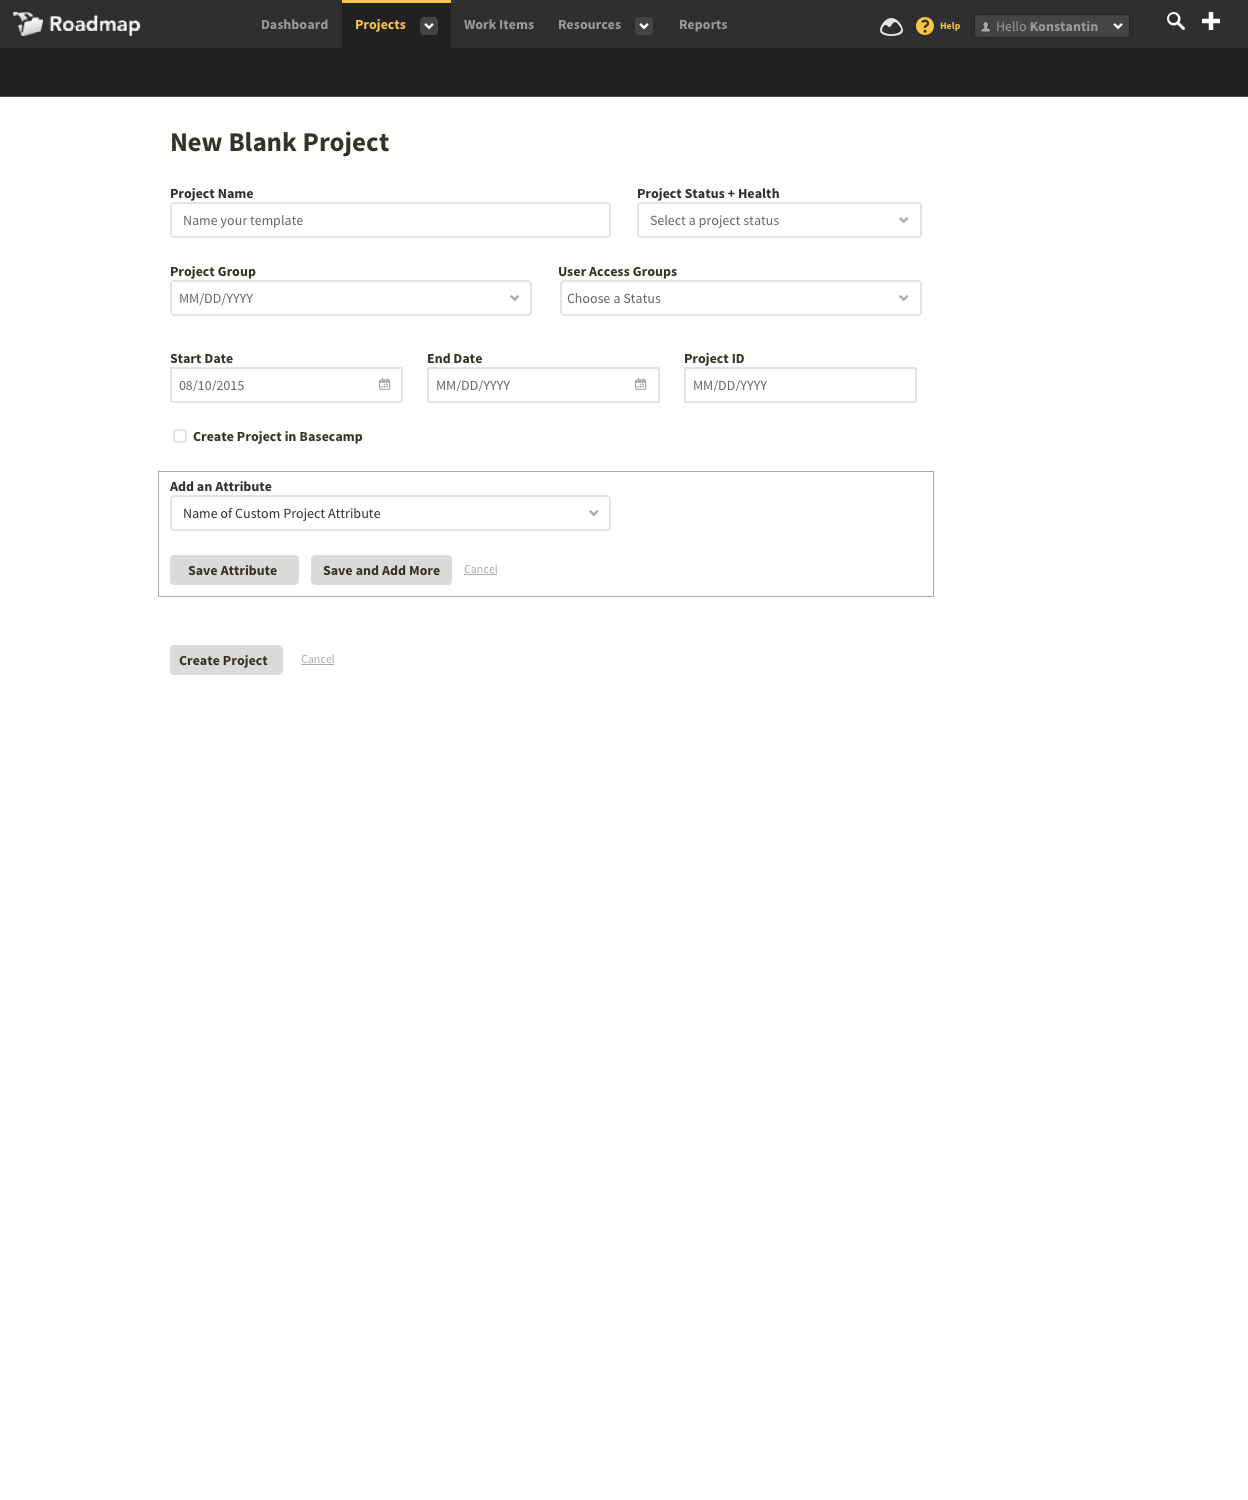 Roadmap
Dashboard Projects Work Items Resources Reports Help Hello Konstantin
New Blank Project
Project Name Project Status + Health
Name your template Select a project status
Project Group User Access Groups
MM/DD/YYYY Choose a Status
Start Date End Date Project ID
08/10/2015 MM/DD/YYYY MM/DD/YYYY
Create Project in Basecamp
Add an Attribute
Name of Custom Project Attribute
Save Attribute Save and Add More Cancel
Create Project Cancel